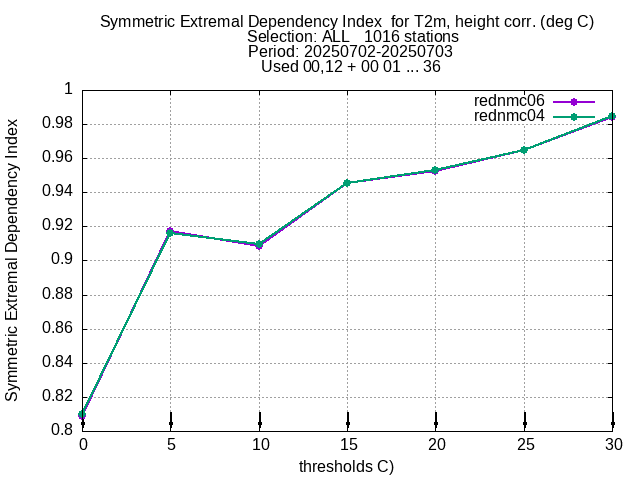 Symmetric Extremal Dependency Index  for T2m, height corr. (deg C)
Selection: ALL   1016 stations
Period: 20250702-20250703
Used 00,12 + 00 01 ... 36
rednmc06
rednmc04
Symmetric Extremal Dependency Index
1
0.98
0.96
0.94
0.92
0.9
0.88
0.86
0.84
0.82
0.8
0 5 10 15 20 25 30
thresholds C)